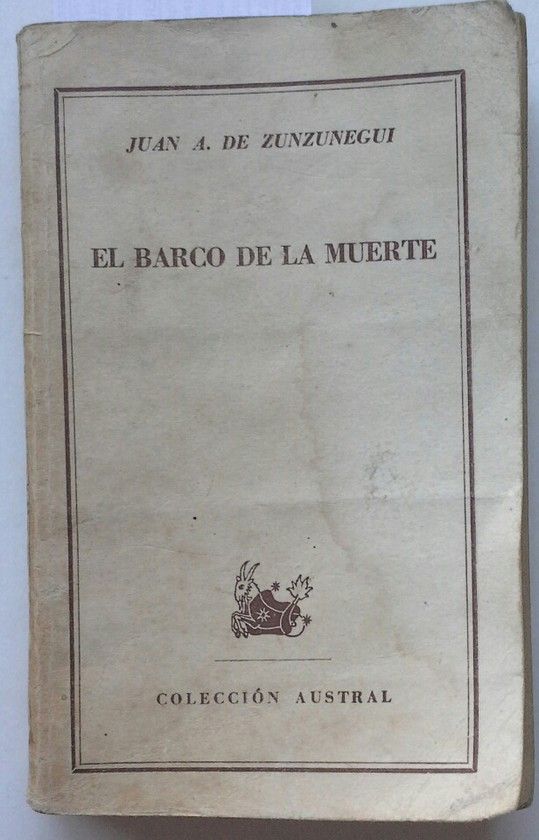 JUAN A. DE ZUNZUNEGUI
EL BARCO DE LA MUERTE
COLECCIÓN AUSTRAL